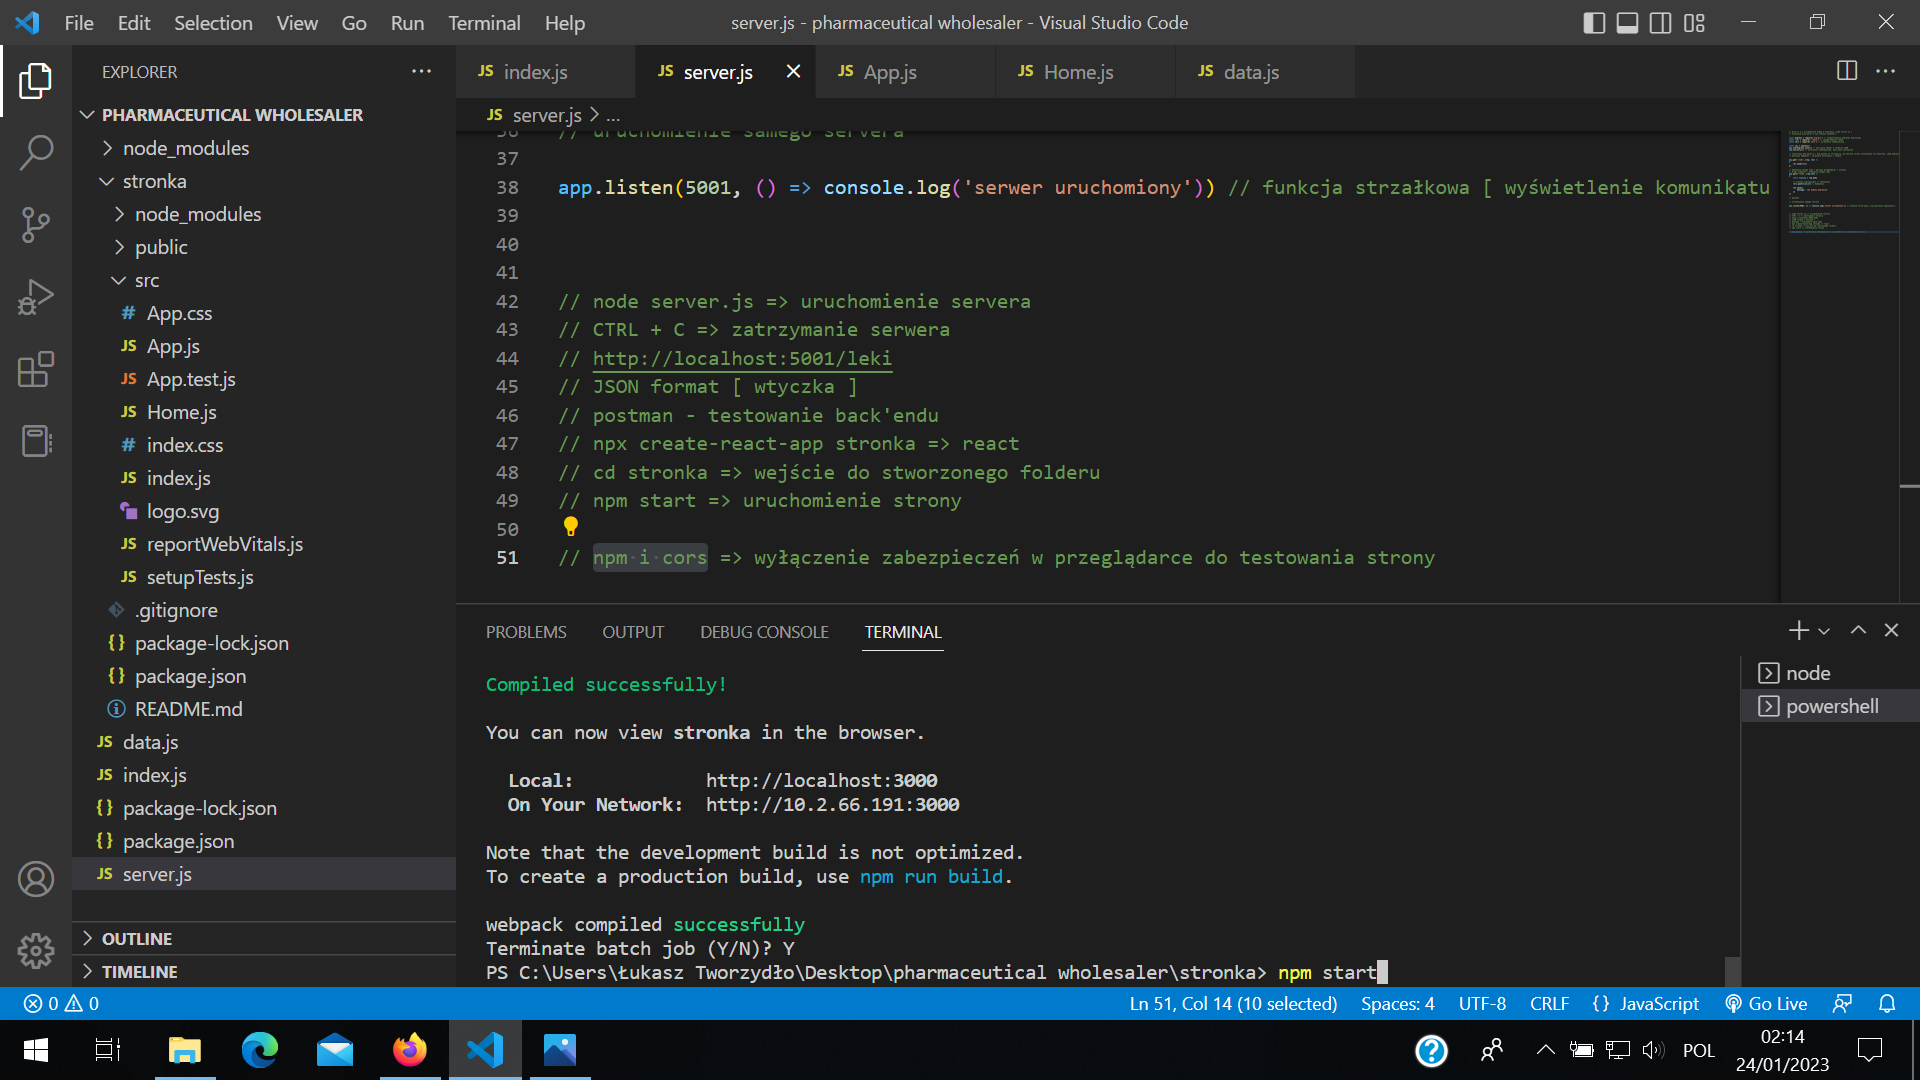 File Edit Selection View Go Run Terminal Help
server.js - pharmaceutical wholesaler - Visual Studio Code
EXPLORER
PHARMACEUTICAL WHOLESALER
node_modules
stronka
node_modules
public
src
# App.css
JS App.js
JS App.test.js
JS Home.js
# index.css
JS index.js
logo.svg
JS reportWebVitals.js
JS setupTests.js
.gitignore
{} package-lock.json
{} package.json
README.md
JS data.js
JS index.js
{} package-lock.json
{} package.json
JS server.js
OUTLINE
TIMELINE
JS index.js
JS server.js
JS App.js
JS Home.js
JS data.js
JS server.js > ...
36 // uruchomienie samego servera
37
38 app.listen(5001, () => console.log('serwer uruchomiony')) // funkcja strzałkowa [ wyświetlenie komunikatu
39
40
41
42 // node server.js => uruchomienie servera
43 // CTRL + C => zatrzymanie serwera
44 // http://localhost:5001/leki
45 // JSON format [ wtyczka ]
46 // postman - testowanie back'endu
47 // npx create-react-app stronka => react
48 // cd stronka => wejście do stworzonego folderu
49 // npm start => uruchomienie strony
50
51 // npm i cors => wyłączenie zabezpieczeń w przeglądarce do testowania strony
PROBLEMS OUTPUT DEBUG CONSOLE TERMINAL
Compiled successfully!
You can now view stronka in the browser.
Local: http://localhost:3000
On Your Network: http://10.2.66.191:3000
Note that the development build is not optimized.
To create a production build, use npm run build.
webpack compiled successfully
Terminate batch job (Y/N)? Y
PS C:\Users\Łukasz Tworzydło\Desktop\pharmaceutical wholesaler\stronka> npm start
node
powershell
0 0
Ln 51, Col 14 (10 selected) Spaces: 4 UTF-8 CRLF {} JavaScript Go Live
POL
02:14
24/01/2023